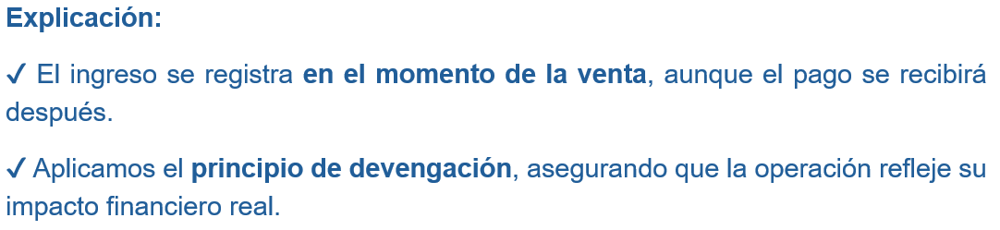 Explicación:
✓ El ingreso se registra en el momento de la venta, aunque el pago se recibirá
después.
✓ Aplicamos el principio de devengación, asegurando que la operación refleje su
impacto financiero real.